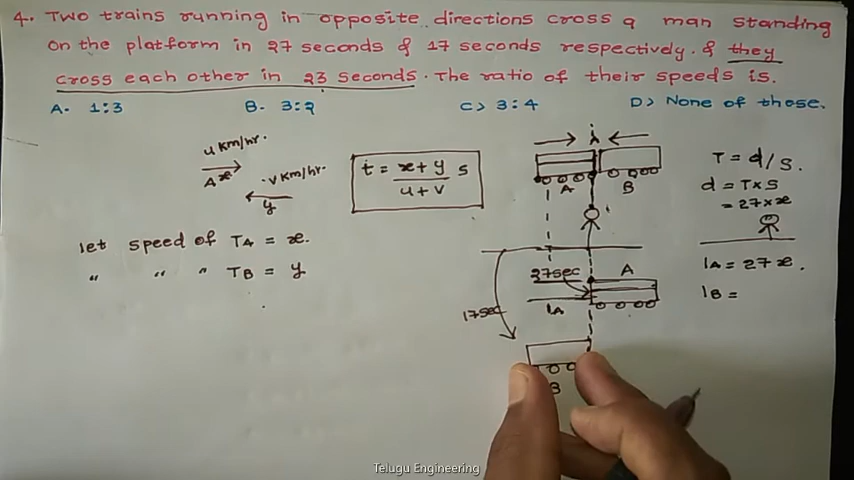 4. Two trains running in opposite directions cross a man standing
on the platform in 27 seconds & 17 seconds respectively. & they
cross each other in 23 seconds. The ratio of their speeds is.
A. 1:3 B. 3:2 C> 3:4 D> None of these.
u km/hr.
A x
v km/hr.
y
t = x+y / u+v s
A B
T = d/s.
d = T×S
= 27×x
let speed of TA = x.
" " " TB = y
27sec A
lA
17sec
B
lA = 27x.
lB =
Telugu Engineering